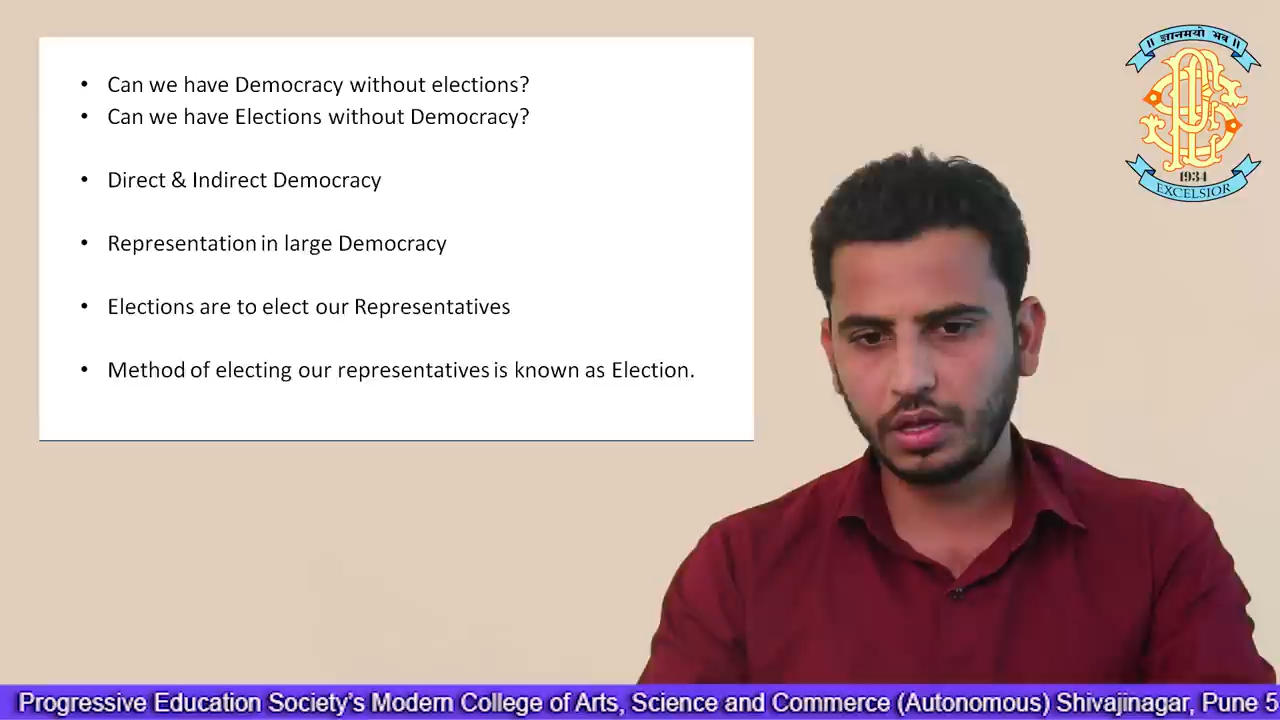 • Can we have Democracy without elections?
• Can we have Elections without Democracy?
• Direct & Indirect Democracy
• Representation in large Democracy
• Elections are to elect our Representatives
• Method of electing our representatives is known as Election.
॥ ज्ञानमयो भव ॥
1934
EXCELSIOR
Progressive Education Society's Modern College of Arts, Science and Commerce (Autonomous) Shivajinagar, Pune 5